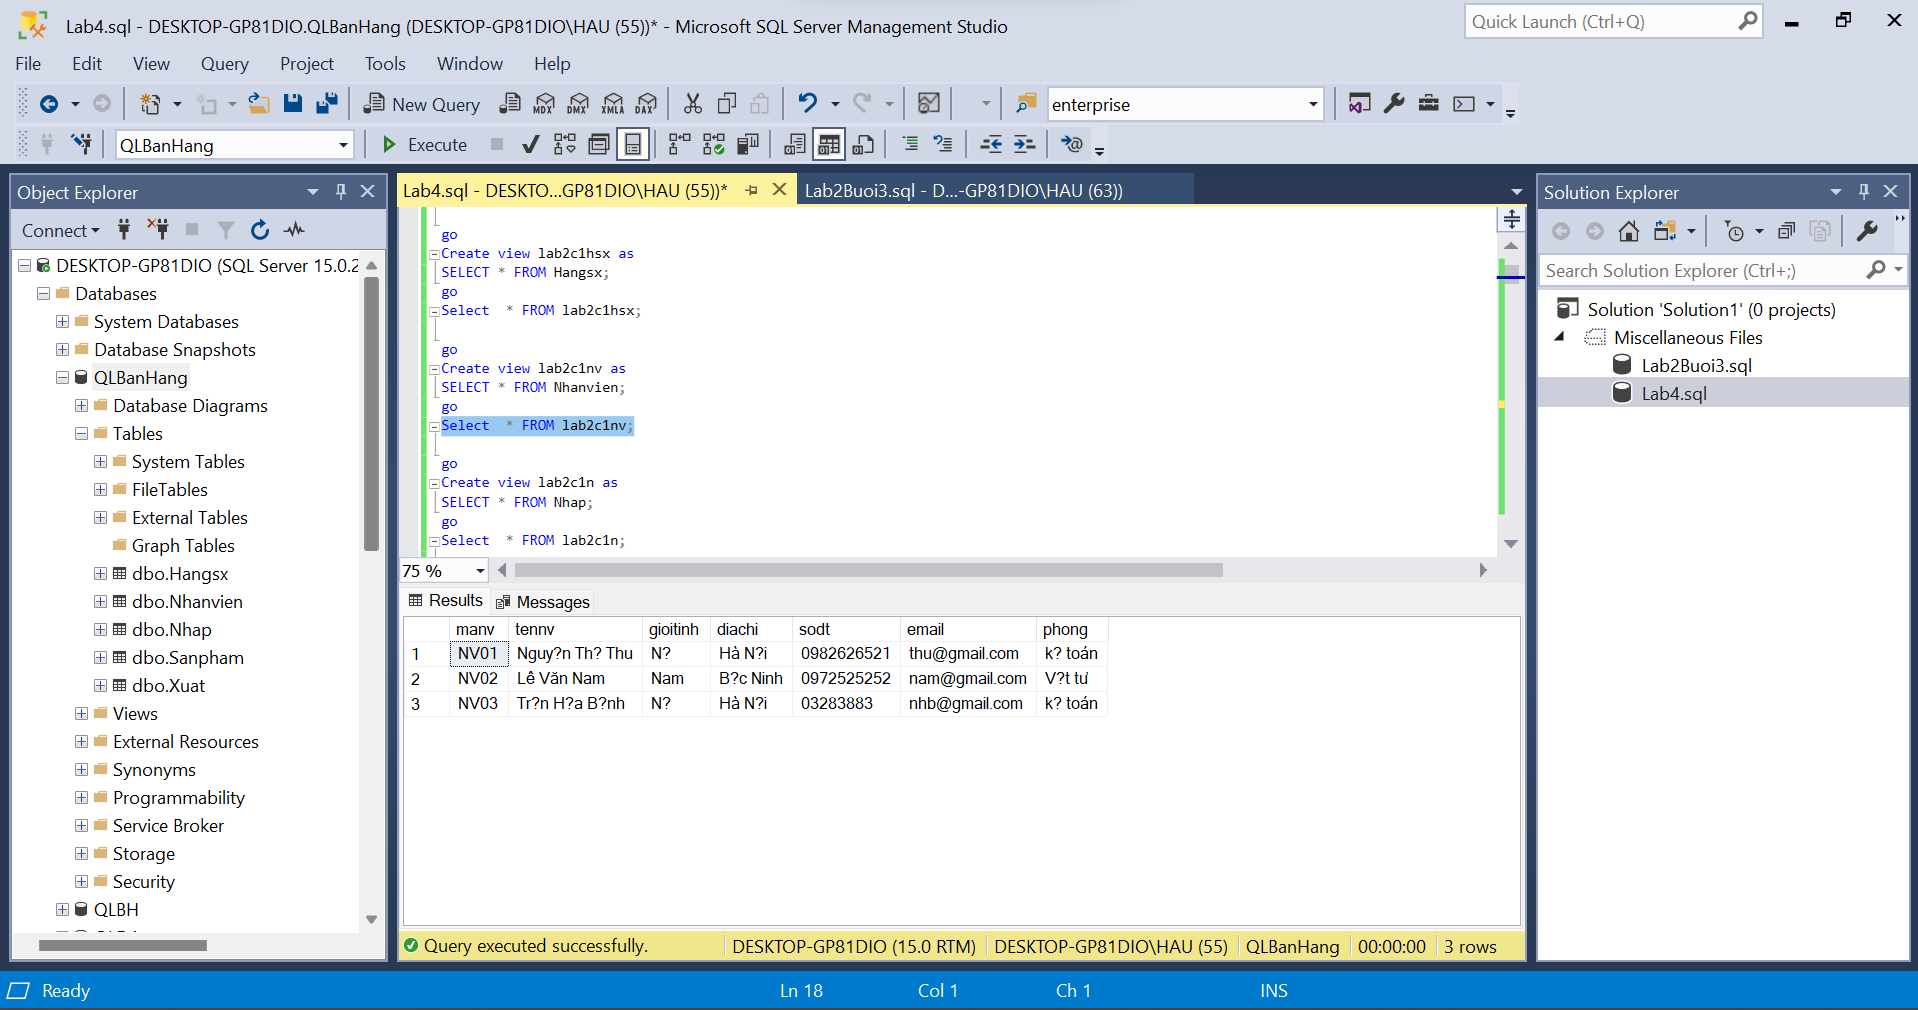 Lab4.sql - DESKTOP-GP81DIO.QLBanHang (DESKTOP-GP81DIO\HAU (55))* - Microsoft SQL Server Management Studio
Quick Launch (Ctrl+Q)
File Edit View Query Project Tools Window Help
New Query MDX DMX XMLA DAX enterprise
QLBanHang Execute
Object Explorer
Connect
DESKTOP-GP81DIO (SQL Server 15.0.2
Databases
System Databases
Database Snapshots
QLBanHang
Database Diagrams
Tables
System Tables
FileTables
External Tables
Graph Tables
dbo.Hangsx
dbo.Nhanvien
dbo.Nhap
dbo.Sanpham
dbo.Xuat
Views
External Resources
Synonyms
Programmability
Service Broker
Storage
Security
QLBH
Lab4.sql - DESKTO...GP81DIO\HAU (55))*
Lab2Buoi3.sql - D...-GP81DIO\HAU (63))
go
Create view lab2c1hsx as
SELECT * FROM Hangsx;
go
Select  * FROM lab2c1hsx;
go
Create view lab2c1nv as
SELECT * FROM Nhanvien;
go
Select  * FROM lab2c1nv;
go
Create view lab2c1n as
SELECT * FROM Nhap;
go
Select  * FROM lab2c1n;
75 %
Results Messages
manv tennv gioitinh diachi sodt email phong
1 NV01 Nguy?n Th? Thu N? Hà N?i 0982626521 thu@gmail.com k? toán
2 NV02 Lê Văn Nam Nam B?c Ninh 0972525252 nam@gmail.com V?t tư
3 NV03 Tr?n H?a B?nh N? Hà N?i 03283883 nhb@gmail.com k? toán
Query executed successfully. DESKTOP-GP81DIO (15.0 RTM) DESKTOP-GP81DIO\HAU (55) QLBanHang 00:00:00 3 rows
Solution Explorer
Search Solution Explorer (Ctrl+;)
Solution 'Solution1' (0 projects)
Miscellaneous Files
Lab2Buoi3.sql
Lab4.sql
Ready Ln 18 Col 1 Ch 1 INS